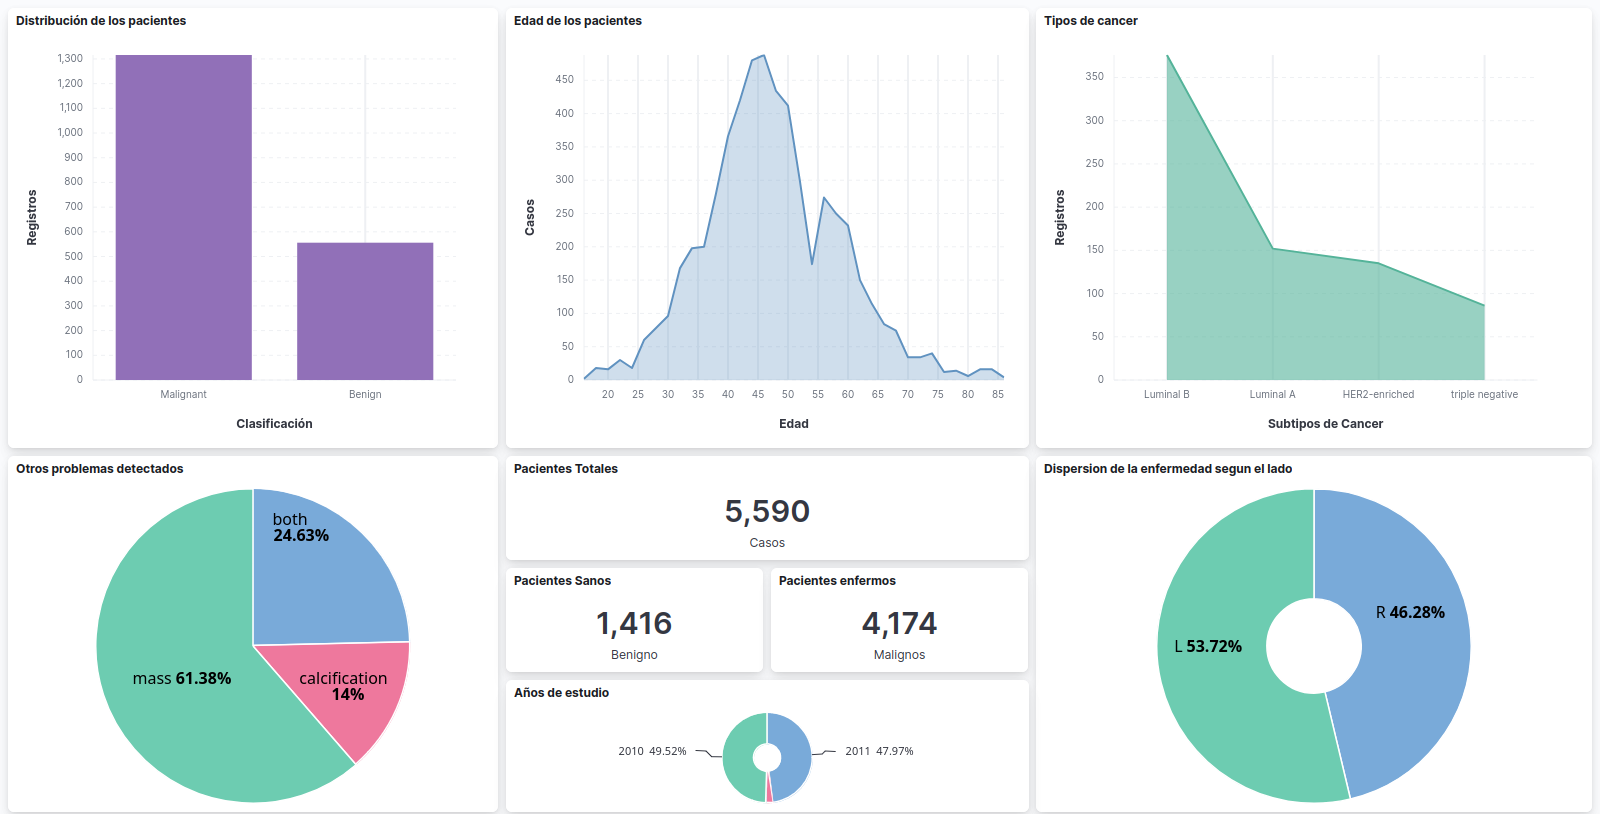 Distribución de los pacientes
1,300
1,200
1,100
1,000
900
800
700
600
500
400
300
200
100
0
Registros
Malignant
Benign
Clasificación
Edad de los pacientes
450
400
350
300
250
200
150
100
50
0
Casos
20 25 30 35 40 45 50 55 60 65 70 75 80 85
Edad
Tipos de cancer
350
300
250
200
150
100
50
0
Registros
Luminal B
Luminal A
HER2-enriched
triple negative
Subtipos de Cancer
Otros problemas detectados
both
24.63%
mass 61.38%
calcification
14%
Pacientes Totales
5,590
Casos
Pacientes Sanos
1,416
Benigno
Pacientes enfermos
4,174
Malignos
Años de estudio
2010 49.52%
2011 47.97%
Dispersion de la enfermedad segun el lado
R 46.28%
L 53.72%